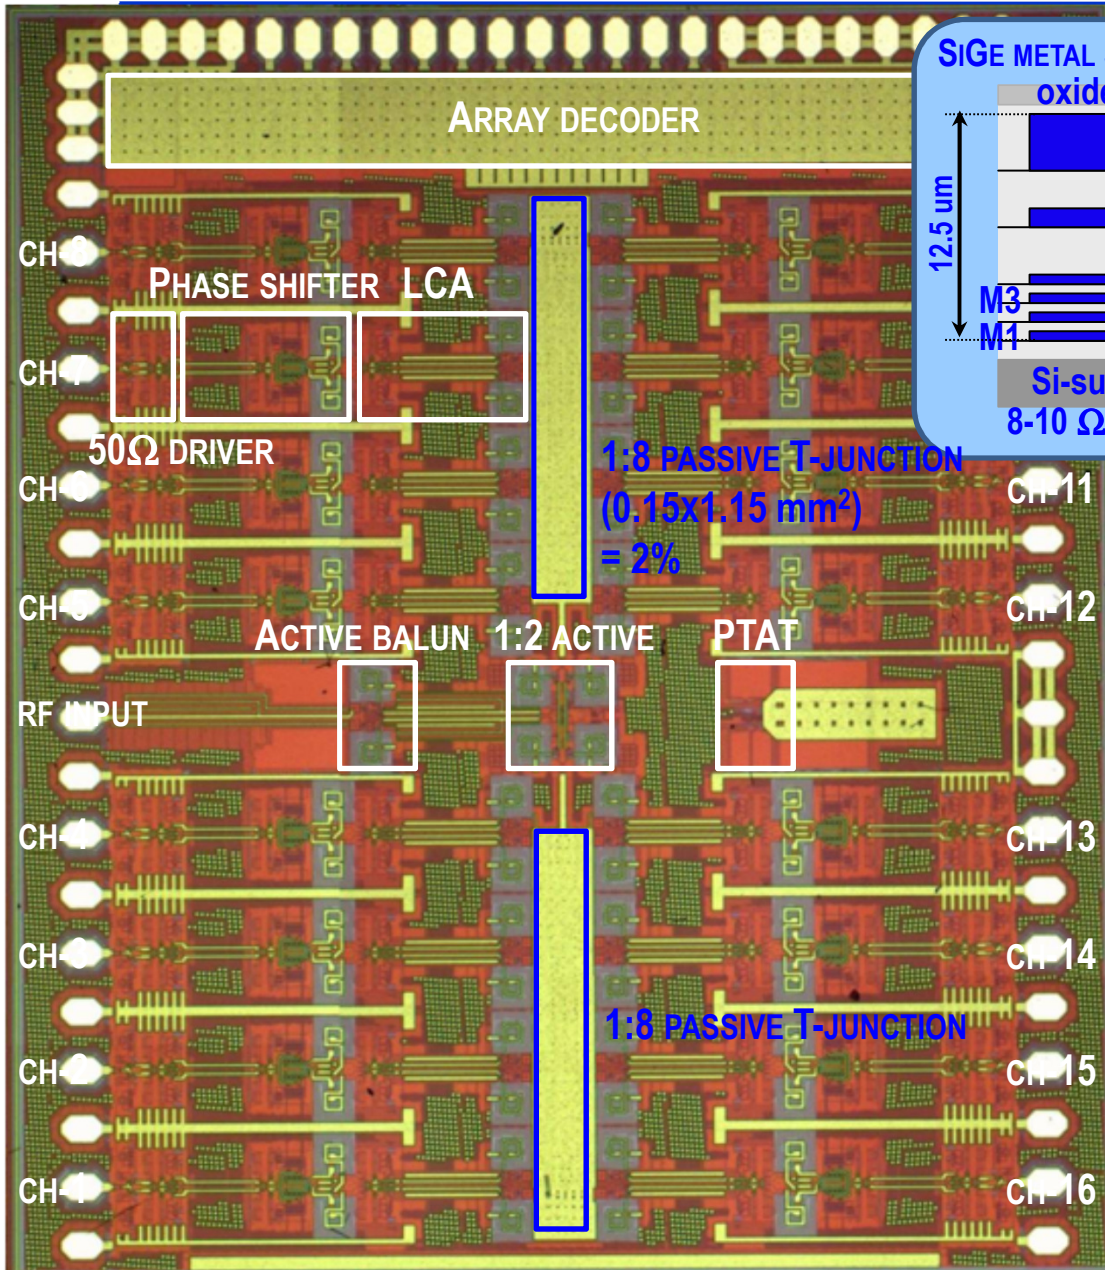 SIGE METAL
oxide
ARRAY DECODER
12.5 um
M3
M1
Si-su
8-10 Ω
CH-8
PHASE SHIFTER LCA
CH-7
50Ω DRIVER
1:8 PASSIVE T-JUNCTION
(0.15x1.15 mm²)
= 2%
CH-6
CH-11
CH-5
CH-12
ACTIVE BALUN 1:2 ACTIVE PTAT
RF INPUT
CH-4
CH-13
CH-3
CH-14
1:8 PASSIVE T-JUNCTION
CH-2
CH-15
CH-1
CH-16